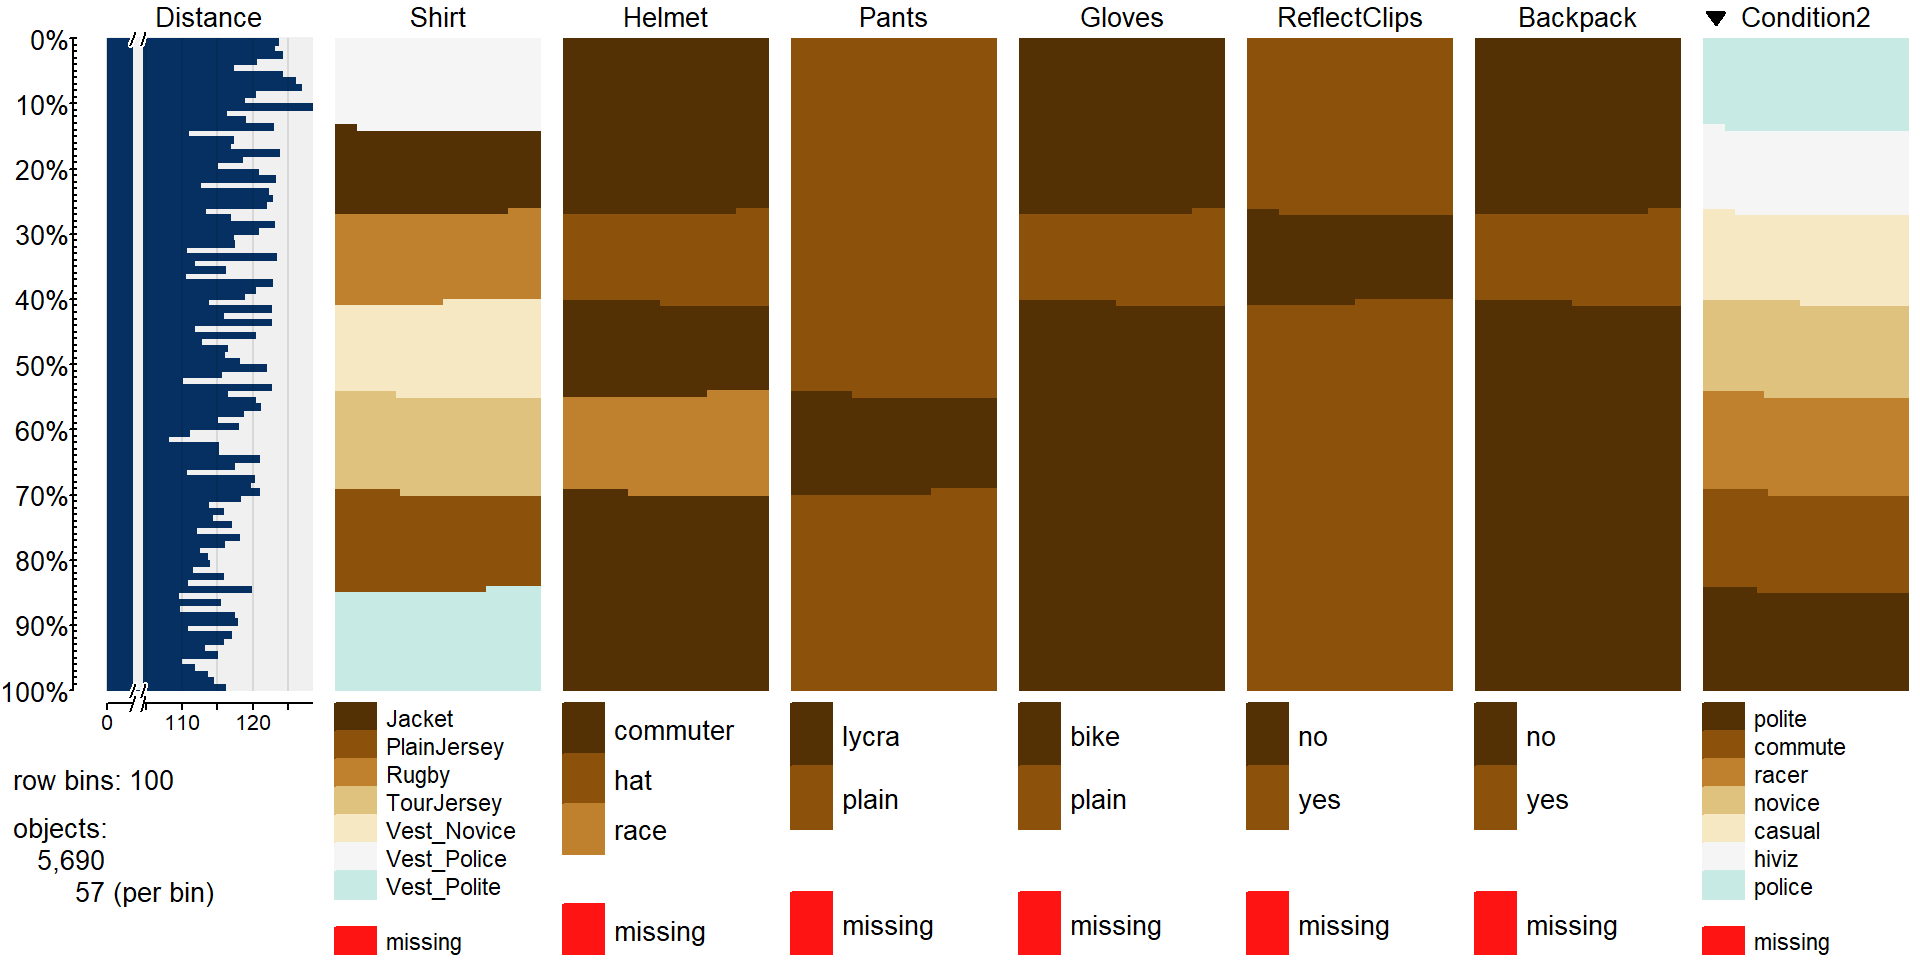 Distance Shirt Helmet Pants Gloves ReflectClips Backpack Condition2
0%
10%
20%
30%
40%
50%
60%
70%
80%
90%
100%
0 110 120
row bins: 100
objects:
5,690
57 (per bin)
Jacket
PlainJersey
Rugby
TourJersey
Vest_Novice
Vest_Police
Vest_Polite
missing
commuter
hat
race
missing
lycra
plain
missing
bike
plain
missing
no
yes
missing
no
yes
missing
polite
commute
racer
novice
casual
hiviz
police
missing